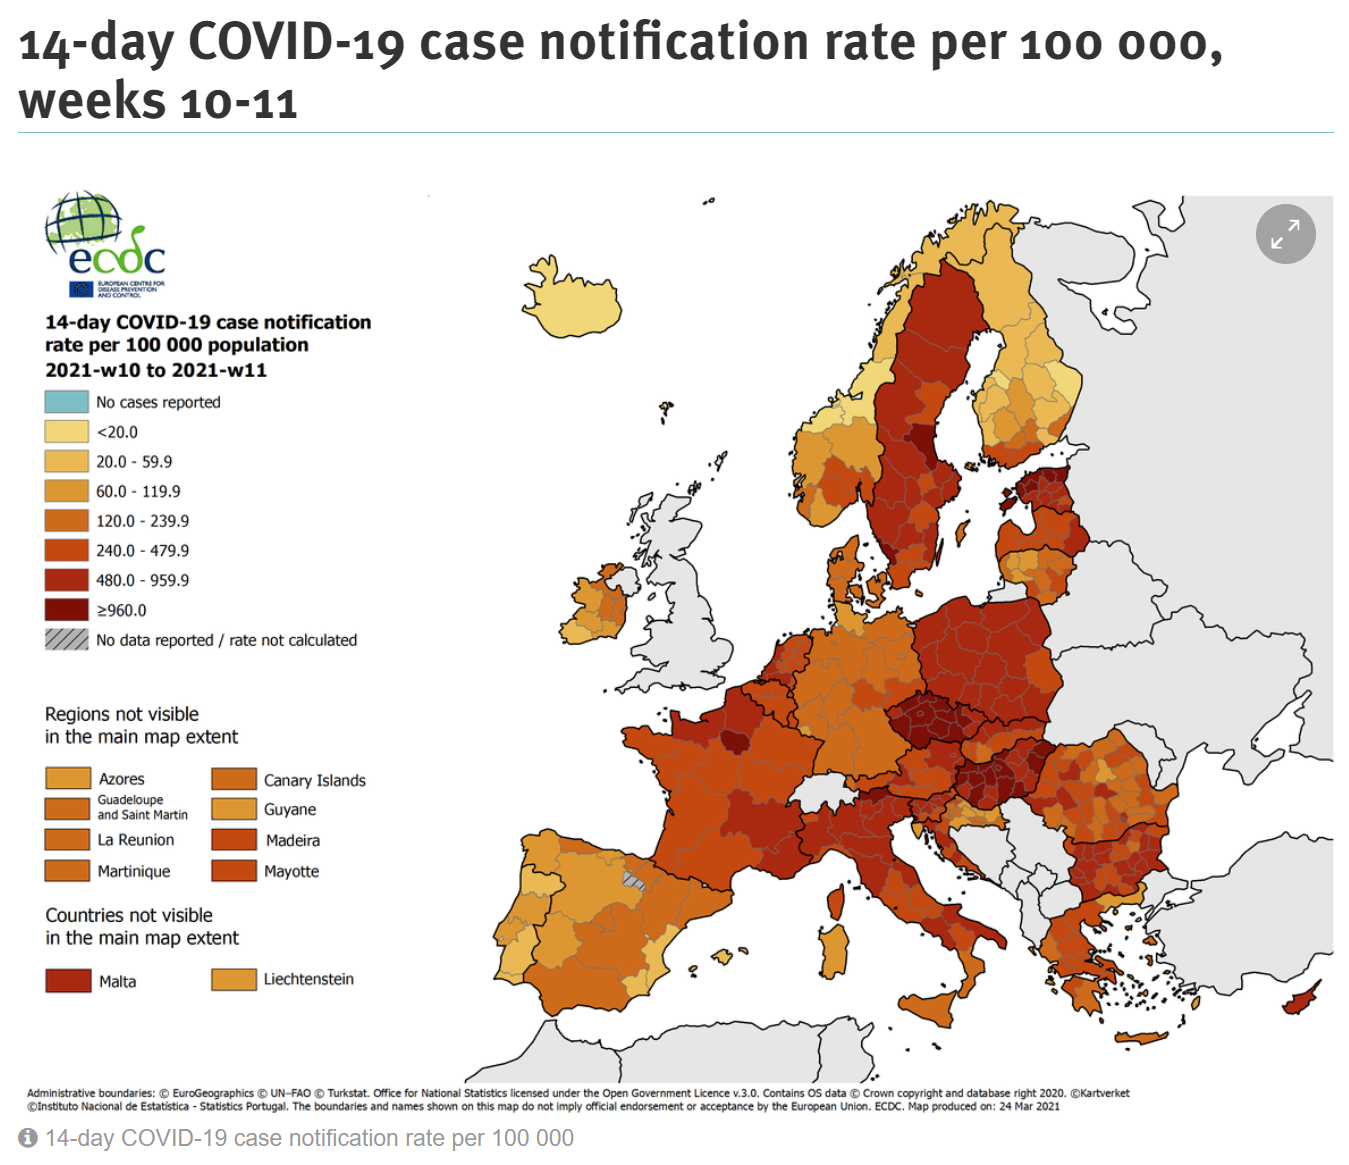 14-day COVID-19 case notification rate per 100 000,
weeks 10-11
ecdc
EUROPEAN CENTRE FOR
DISEASE PREVENTION
AND CONTROL
14-day COVID-19 case notification
rate per 100 000 population
2021-w10 to 2021-w11
No cases reported
<20.0
20.0 - 59.9
60.0 - 119.9
120.0 - 239.9
240.0 - 479.9
480.0 - 959.9
≥960.0
No data reported / rate not calculated
Regions not visible
in the main map extent
Azores
Canary Islands
Guadeloupe
and Saint Martin
Guyane
La Reunion
Madeira
Martinique
Mayotte
Countries not visible
in the main map extent
Malta
Liechtenstein
Administrative boundaries: © EuroGeographics © UN–FAO © Turkstat. Office for National Statistics licensed under the Open Government Licence v.3.0. Contains OS data © Crown copyright and database right 2020. ©Kartverket
©Instituto Nacional de Estatística - Statistics Portugal. The boundaries and names shown on this map do not imply official endorsement or acceptance by the European Union. ECDC. Map produced on: 24 Mar 2021
14-day COVID-19 case notification rate per 100 000